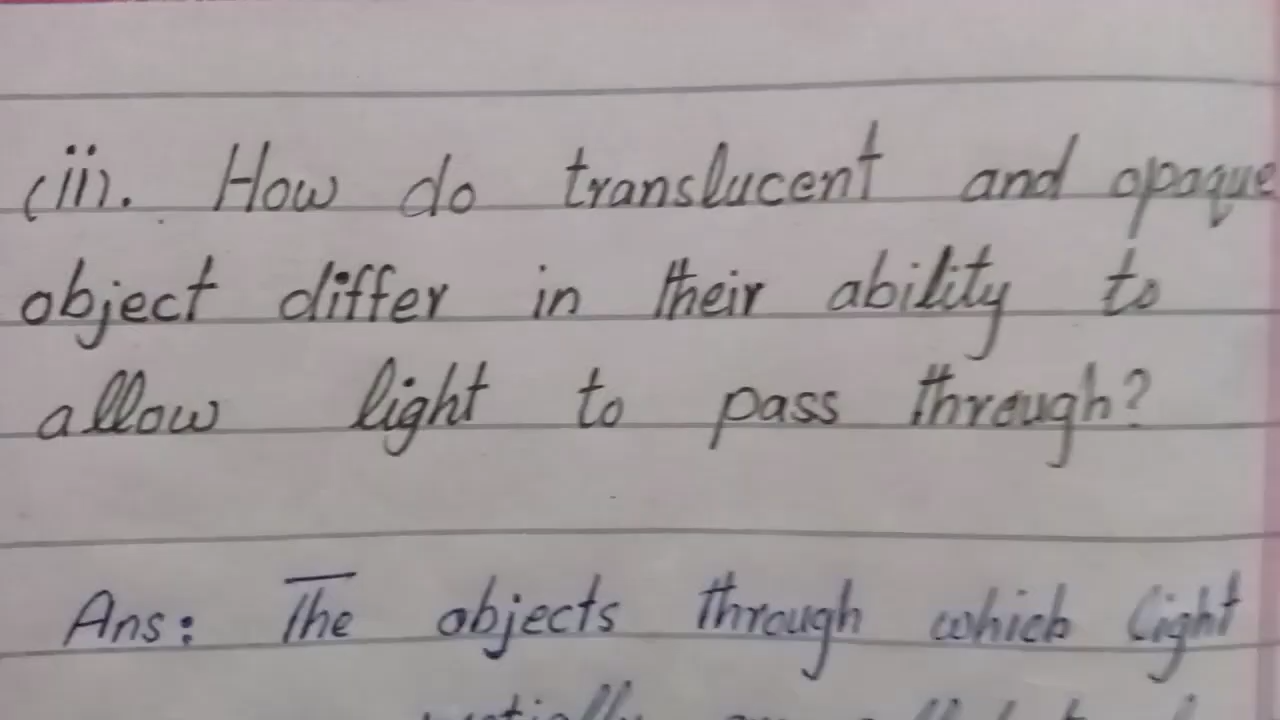 (ii). How do translucent and opaque
object differ in their ability to
allow light to pass through?
Ans: The objects through which light